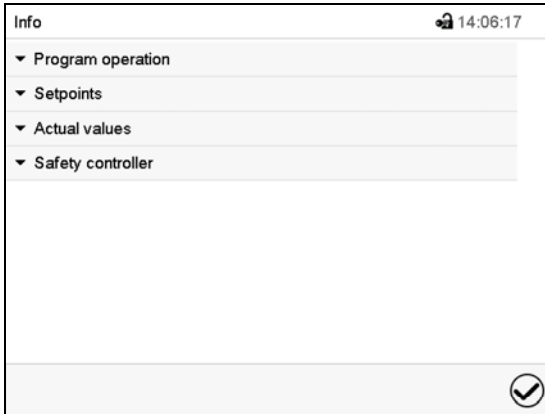 Info 14:06:17
Program operation
Setpoints
Actual values
Safety controller